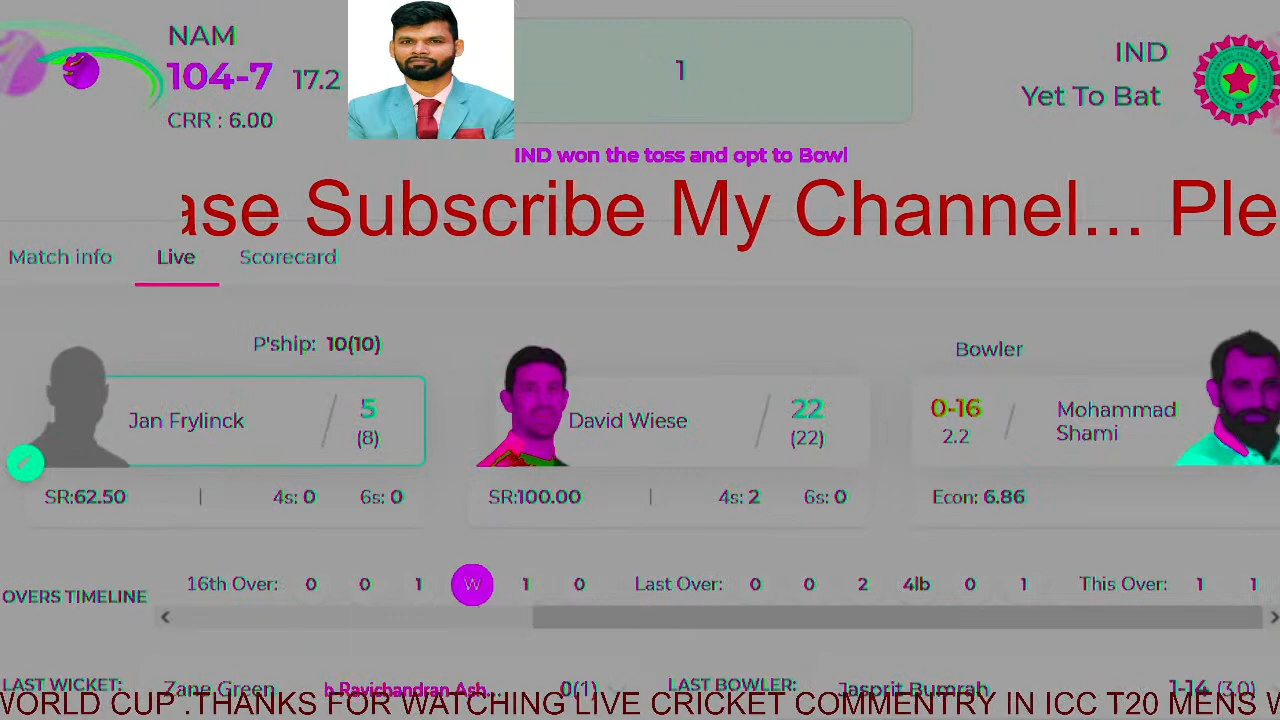 NAM
104-7 17.2
CRR : 6.00
1
IND
Yet To Bat
IND won the toss and opt to Bowl
ase Subscribe My Channel... Ple
Match info Live Scorecard
P'ship: 10(10)
Bowler
Jan Frylinck / 5 (8)
David Wiese / 22 (22)
0-16 2.2 / Mohammad Shami
SR:62.50 | 4s: 0 6s: 0
SR:100.00 | 4s: 2 6s: 0
Econ: 6.86
OVERS TIMELINE
16th Over: 0 0 1 W 1 0 Last Over: 0 0 2 4lb 0 1 This Over: 1 1
LAST WICKET: Zane Green b Ravichandran Ash... 0(1) LAST BOWLER: Jasprit Bumrah 1-14 (3.0)
WORLD CUP .THANKS FOR WATCHING LIVE CRICKET COMMENTRY IN ICC T20 MENS W